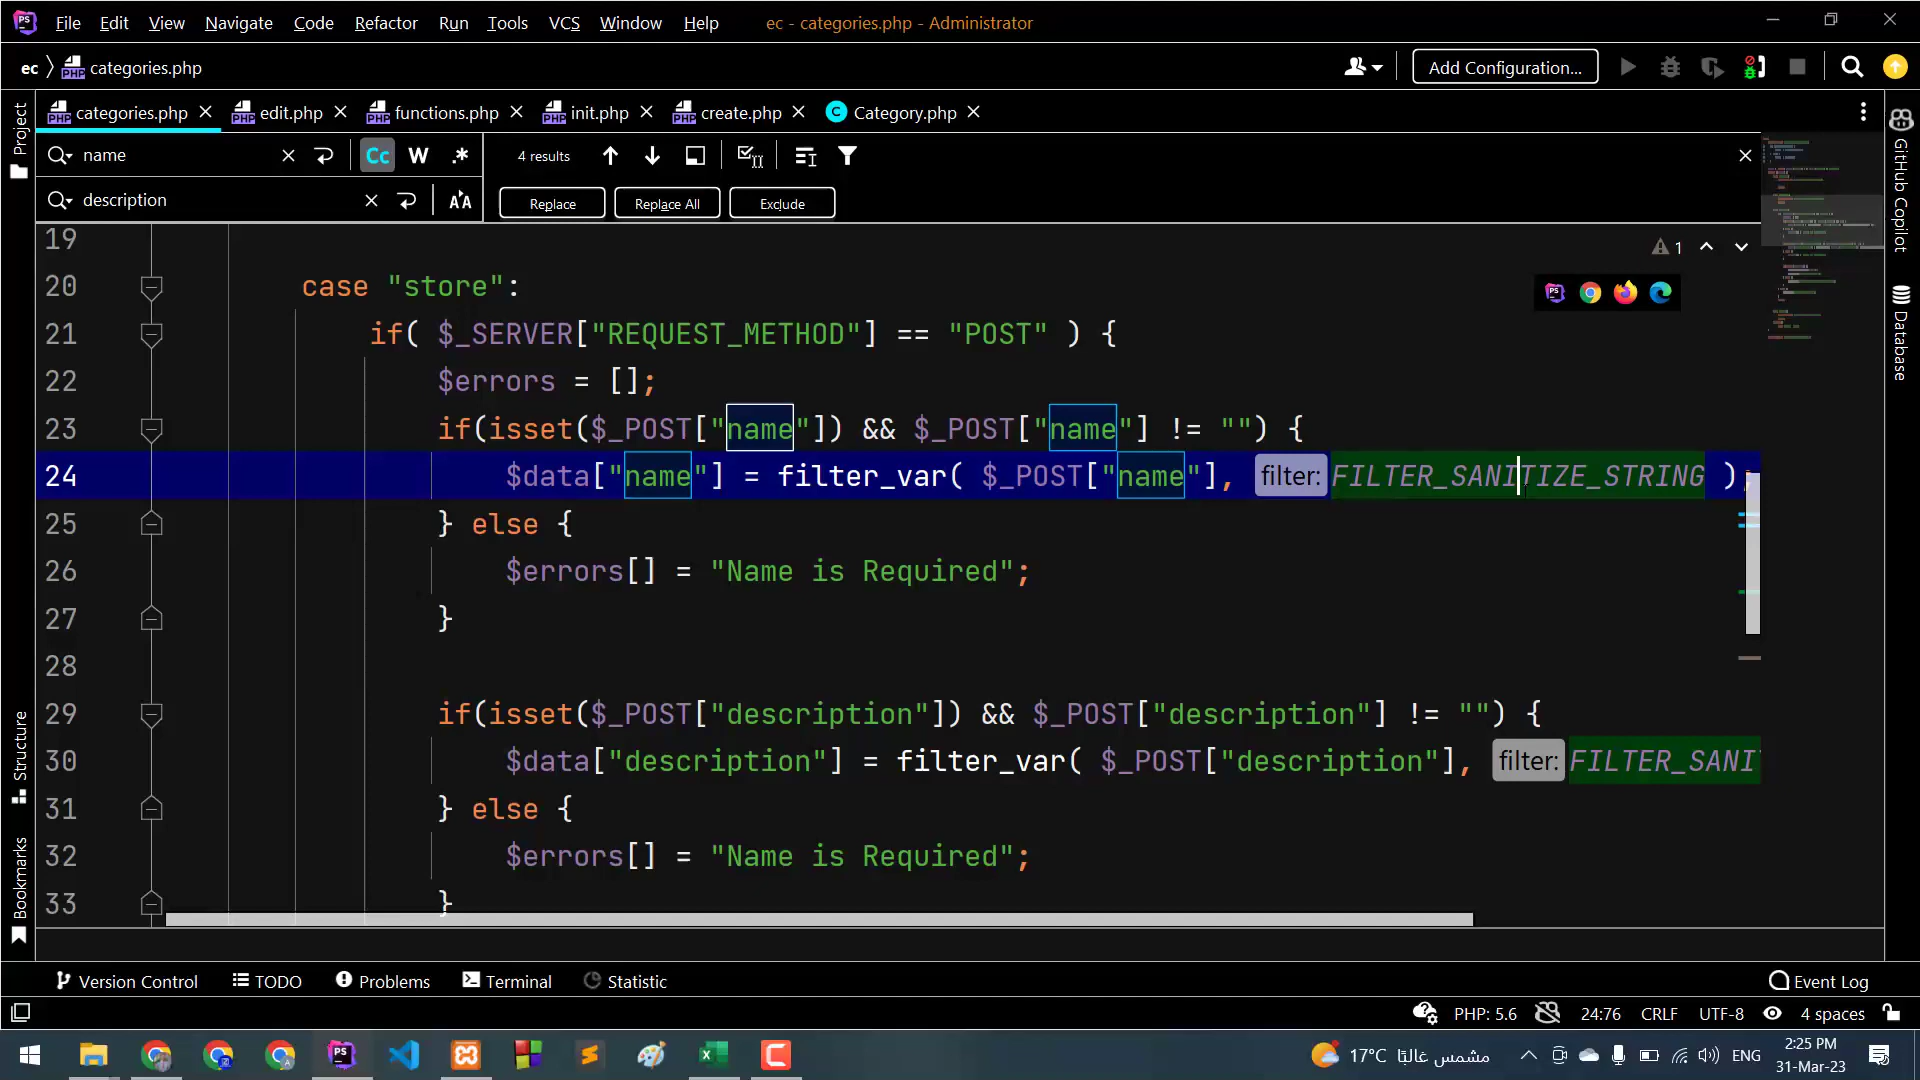 File Edit View Navigate Code Refactor Run Tools VCS Window Help ec - categories.php - Administrator
ec categories.php Add Configuration...
categories.php edit.php functions.php init.php create.php Category.php
name Cc W .* 4 results
description Replace Replace All Exclude
Project
Structure
Bookmarks
GitHub Copilot
Database
1
19
20 case "store":
21 if( $_SERVER["REQUEST_METHOD"] == "POST" ) {
22 $errors = [];
23 if(isset($_POST["name"]) && $_POST["name"] != "") {
24 $data["name"] = filter_var( $_POST["name"], filter: FILTER_SANITIZE_STRING );
25 } else {
26 $errors[] = "Name is Required";
27 }
28
29 if(isset($_POST["description"]) && $_POST["description"] != "") {
30 $data["description"] = filter_var( $_POST["description"], filter: FILTER_SANI
31 } else {
32 $errors[] = "Name is Required";
33 }
Version Control TODO Problems Terminal Statistic Event Log
PHP: 5.6 24:76 CRLF UTF-8 4 spaces
17°C مشمس غالبًا ENG 2:25 PM
31-Mar-23